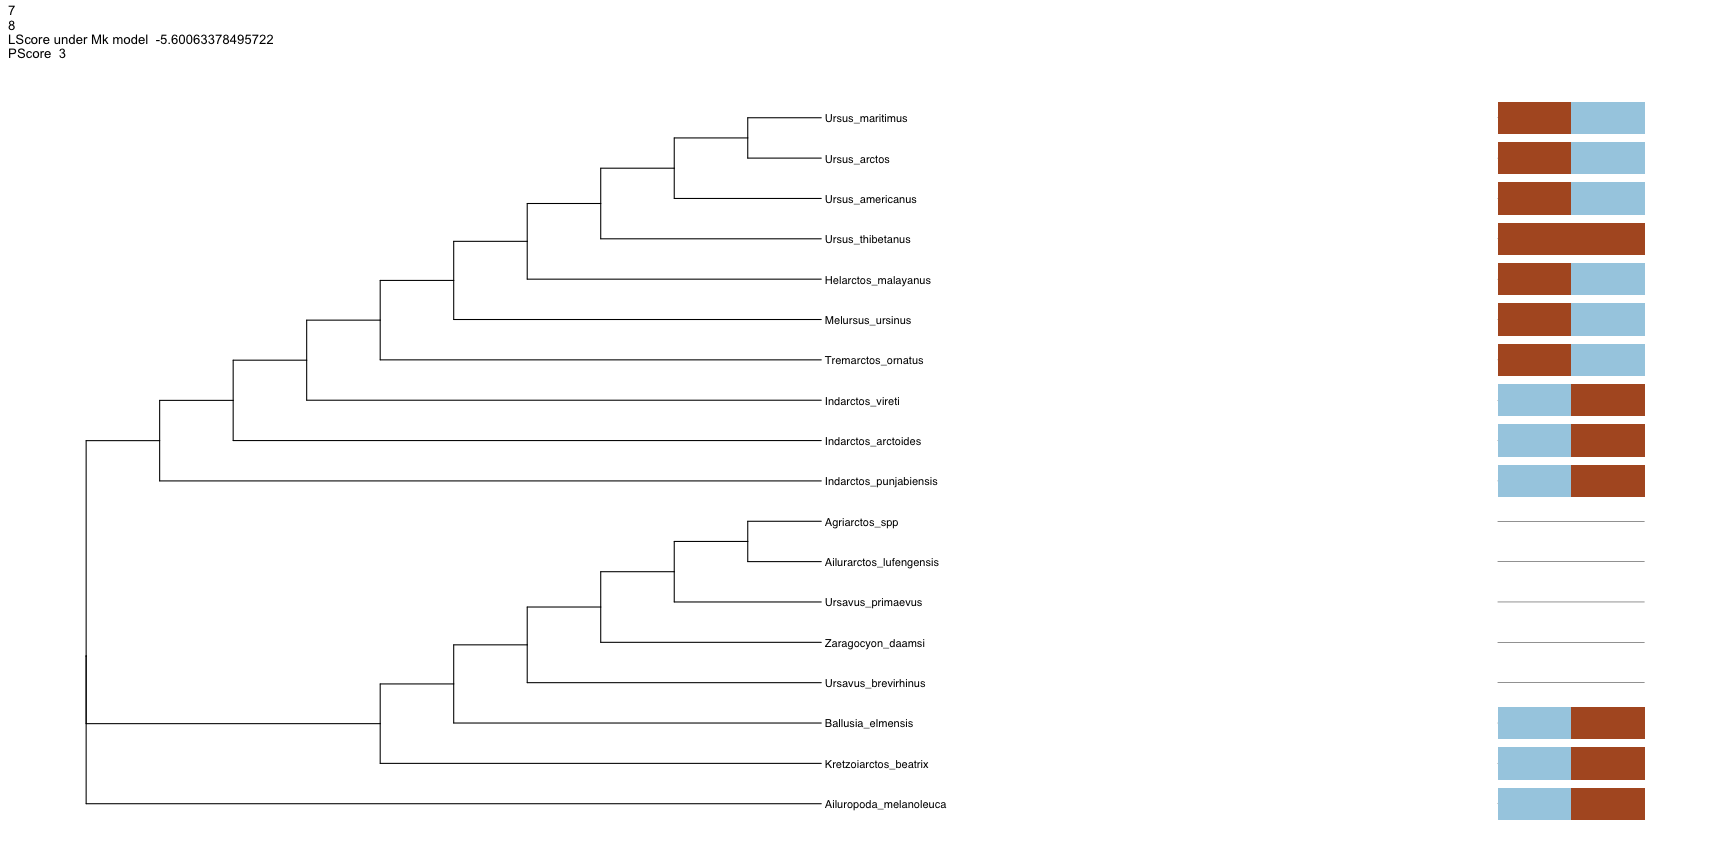 7
8
LScore under Mk model -5.60063378495722
PScore 3
Ursus_maritimus
Ursus_arctos
Ursus_americanus
Ursus_thibetanus
Helarctos_malayanus
Melursus_ursinus
Tremarctos_ornatus
Indarctos_vireti
Indarctos_arctoides
Indarctos_punjabiensis
Agriarctos_spp
Ailurarctos_lufengensis
Ursavus_primaevus
Zaragocyon_daamsi
Ursavus_brevirhinus
Ballusia_elmensis
Kretzoiarctos_beatrix
Ailuropoda_melanoleuca